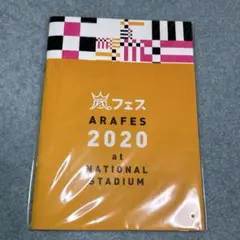 嵐フェス
ARAFES
2020
at
NATIONAL
STADIUM